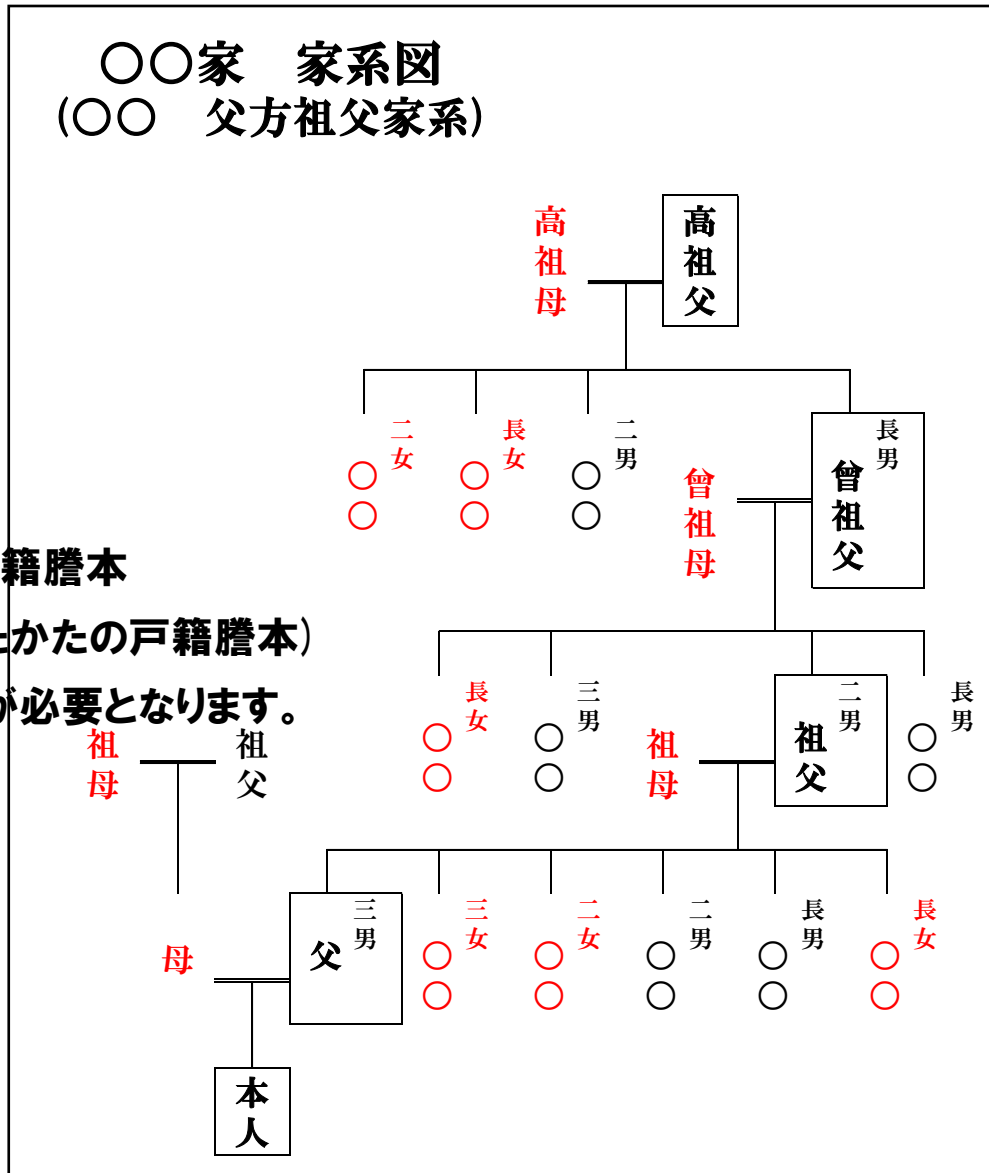 ○○家　家系図
(○○　父方祖父家系)
高祖父
高祖母
長男
曾祖父
曾祖母
二男
○○
長女
○○
二女
○○
籍謄本
かたの戸籍謄本)
が必要となります。
長男
○○
二男
祖父
祖母
三男
○○
長女
○○
祖父
祖母
長女
○○
長男
○○
二男
○○
二女
○○
三女
○○
三男
父
母
本人